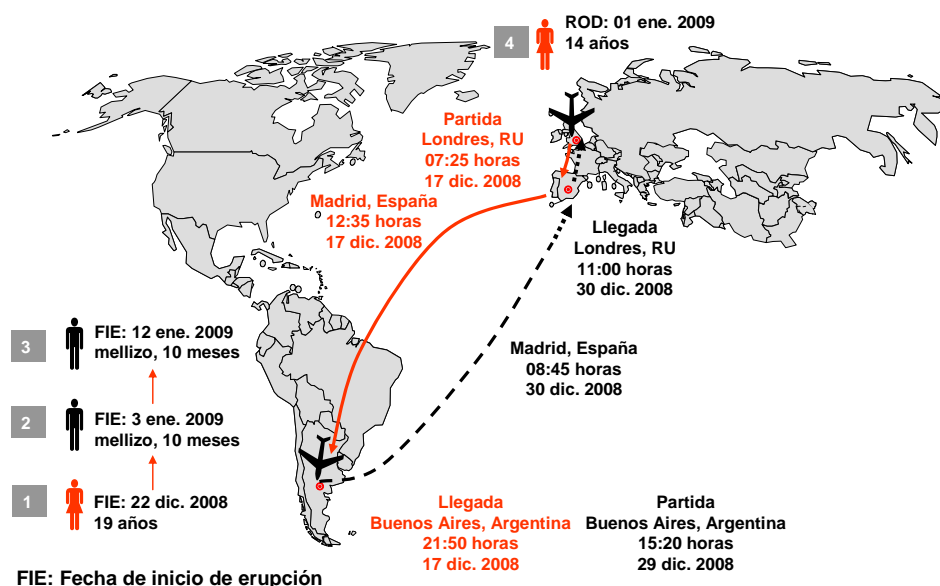 4
ROD: 01 ene. 2009
14 años
Partida
Londres, RU
07:25 horas
17 dic. 2008
Madrid, España
12:35 horas
17 dic. 2008
Llegada
Londres, RU
11:00 horas
30 dic. 2008
Madrid, España
08:45 horas
30 dic. 2008
3
FIE: 12 ene. 2009
mellizo, 10 meses
2
FIE: 3 ene. 2009
mellizo, 10 meses
1
FIE: 22 dic. 2008
19 años
Llegada
Buenos Aires, Argentina
21:50 horas
17 dic. 2008
Partida
Buenos Aires, Argentina
15:20 horas
29 dic. 2008
FIE: Fecha de inicio de erupción